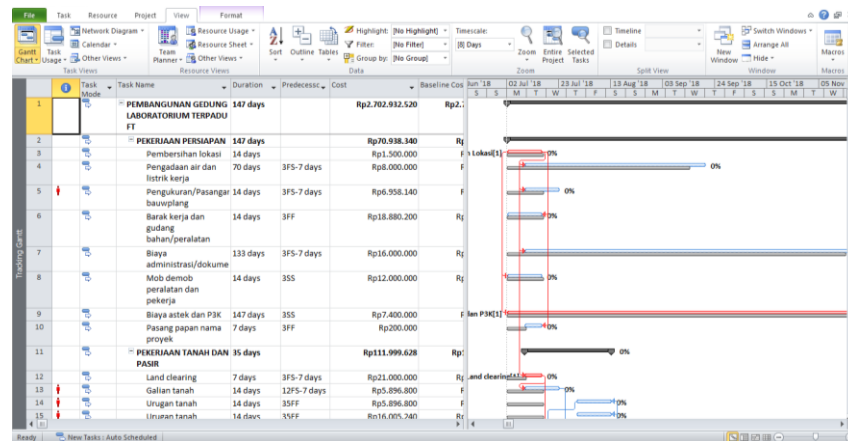 File Task Resource Project View Format
Gantt Chart
Task Usage
Network Diagram
Calendar
Other Views
Task Views
Team Planner
Resource Usage
Resource Sheet
Other Views
Resource Views
Sort Outline Tables
Highlight: [No Highlight]
Filter: [No Filter]
Group by: [No Group]
Data
Timescale:
[8] Days
Zoom Entire Project Selected Tasks
Zoom
Timeline
Details
Split View
New Window
Switch Windows
Arrange All
Hide
Window
Macros
Macros
Task Mode Task Name Duration Predecessc Cost Baseline Cos
lun '18 02 Jul '18 23 Jul '18 13 Aug '18 03 Sep '18 24 Sep '18 15 Oct '18 05 Nov
S S M T W T F S S M T W T F S S M T W
1 PEMBANGUNAN GEDUNG 147 days Rp2.702.932.520 Rp2.
LABORATORIUM TERPADU
FT
2 PEKERJAAN PERSIAPAN 147 days Rp70.938.340 Rp
3 Pembersihan lokasi 14 days Rp1.500.000 Lokasi[1] 0%
4 Pengadaan air dan 70 days 3FS-7 days Rp8.000.000 0%
listrik kerja
5 Pengukuran/Pasangar 14 days 3FS-7 days Rp6.958.140 0%
bauwplang
6 Barak kerja dan 14 days 3FF Rp18.880.200 Rp 0%
gudang
bahan/peralatan
7 Biaya 133 days 3FS-7 days Rp16.000.000 Rp
administrasi/dokume
8 Mob demob 14 days 3SS Rp12.000.000 Rp 0%
peralatan dan
pekerja
9 Biaya astek dan P3K 147 days 3SS Rp7.400.000 dan P3K[1]
10 Pasang papan nama 7 days 3FF Rp200.000 0%
proyek
11 PEKERJAAN TANAH DAN 35 days Rp111.999.628 Rp 0%
PASIR
12 Land clearing 7 days 3FS-7 days Rp21.000.000 Rp and clearing 0%
13 Galian tanah 14 days 12FS-7 days Rp5.896.800 0%
14 Urugan tanah 14 days 35FF Rp5.896.800 0%
15 Urugan tanah 14 days 35FF Rp16.005.240 Rp 0%
Tracking Gantt
Ready New Tasks : Auto Scheduled